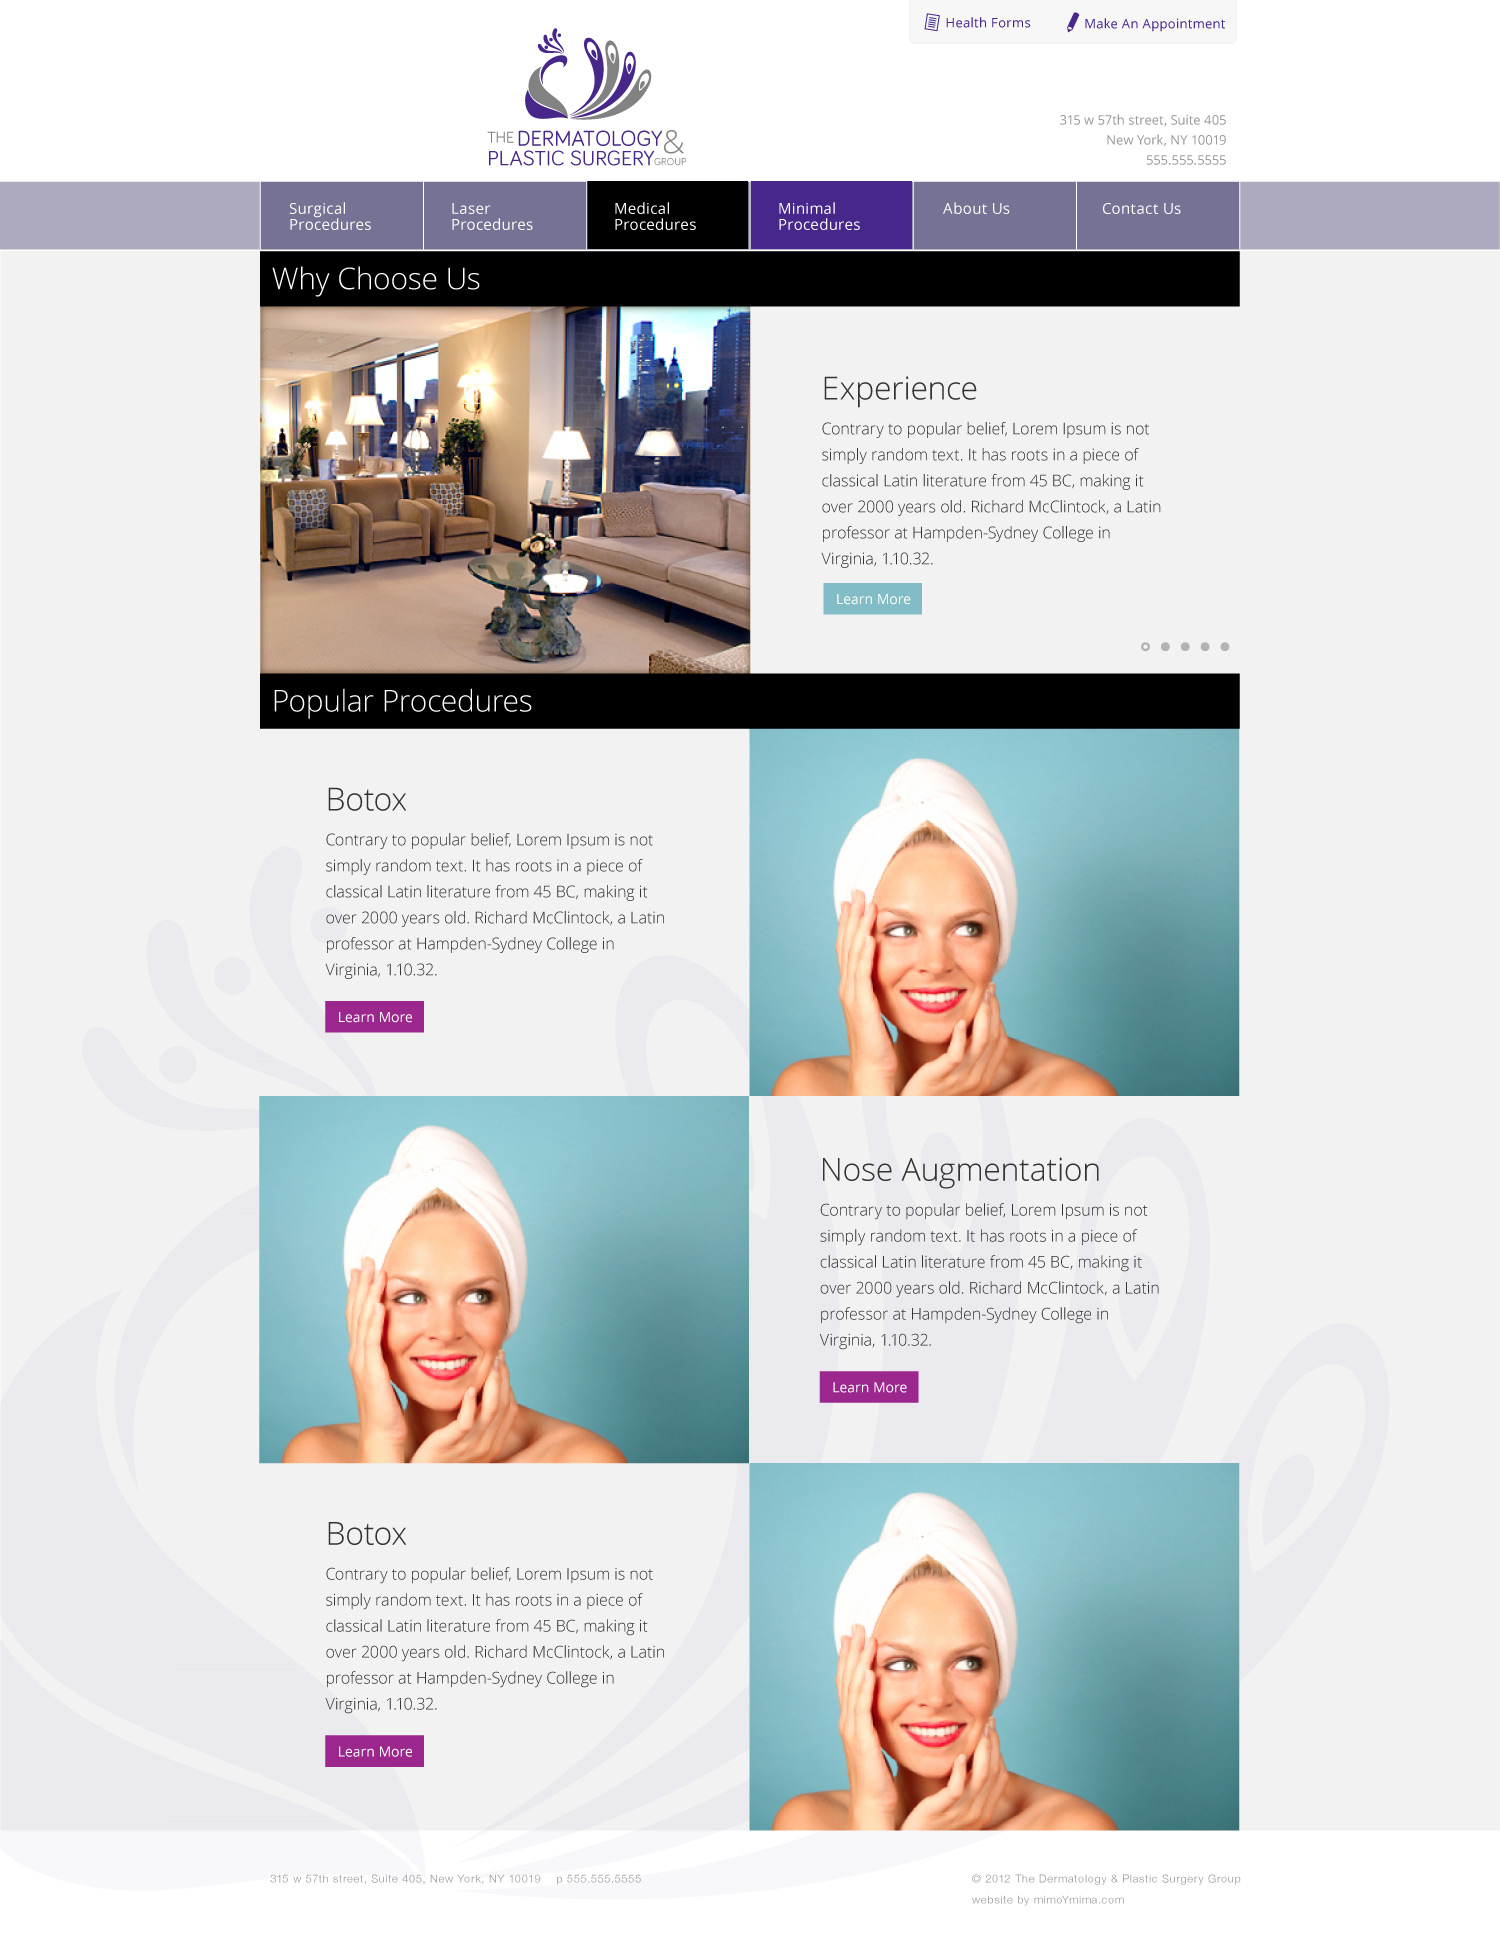 Health Forms
Make An Appointment
THE DERMATOLOGY &
PLASTIC SURGERY GROUP
315 w 57th street, Suite 405
New York, NY 10019
555.555.5555
Surgical
Procedures
Laser
Procedures
Medical
Procedures
Minimal
Procedures
About Us
Contact Us
Why Choose Us
Experience
Contrary to popular belief, Lorem Ipsum is not
simply random text. It has roots in a piece of
classical Latin literature from 45 BC, making it
over 2000 years old. Richard McClintock, a Latin
professor at Hampden-Sydney College in
Virginia, 1.10.32.
Learn More
Popular Procedures
Botox
Contrary to popular belief, Lorem Ipsum is not
simply random text. It has roots in a piece of
classical Latin literature from 45 BC, making it
over 2000 years old. Richard McClintock, a Latin
professor at Hampden-Sydney College in
Virginia, 1.10.32.
Learn More
Nose Augmentation
Contrary to popular belief, Lorem Ipsum is not
simply random text. It has roots in a piece of
classical Latin literature from 45 BC, making it
over 2000 years old. Richard McClintock, a Latin
professor at Hampden-Sydney College in
Virginia, 1.10.32.
Learn More
Botox
Contrary to popular belief, Lorem Ipsum is not
simply random text. It has roots in a piece of
classical Latin literature from 45 BC, making it
over 2000 years old. Richard McClintock, a Latin
professor at Hampden-Sydney College in
Virginia, 1.10.32.
Learn More
315 w 57th street, Suite 405, New York, NY 10019 p 555.555.5555
© 2012 The Dermatology & Plastic Surgery Group
website by mimoYmima.com